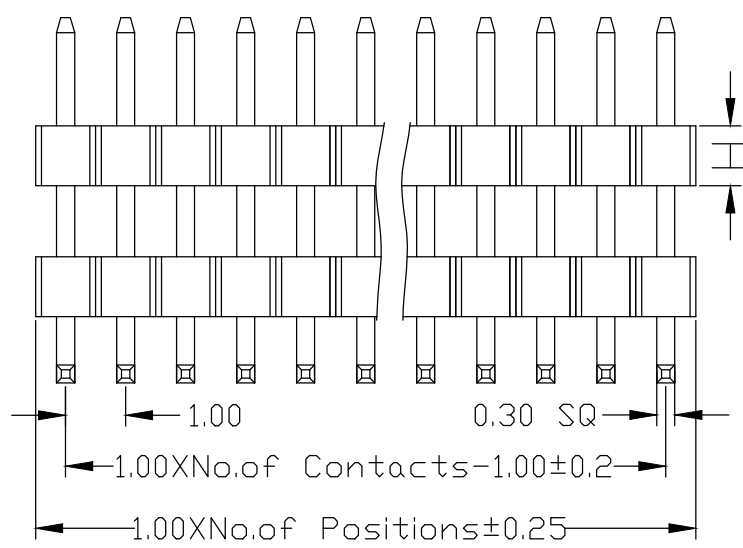 H
1.00
0.30 SQ
1.00XNo.of Contacts-1.00±0.2
1.00XNo.of Positions±0.25